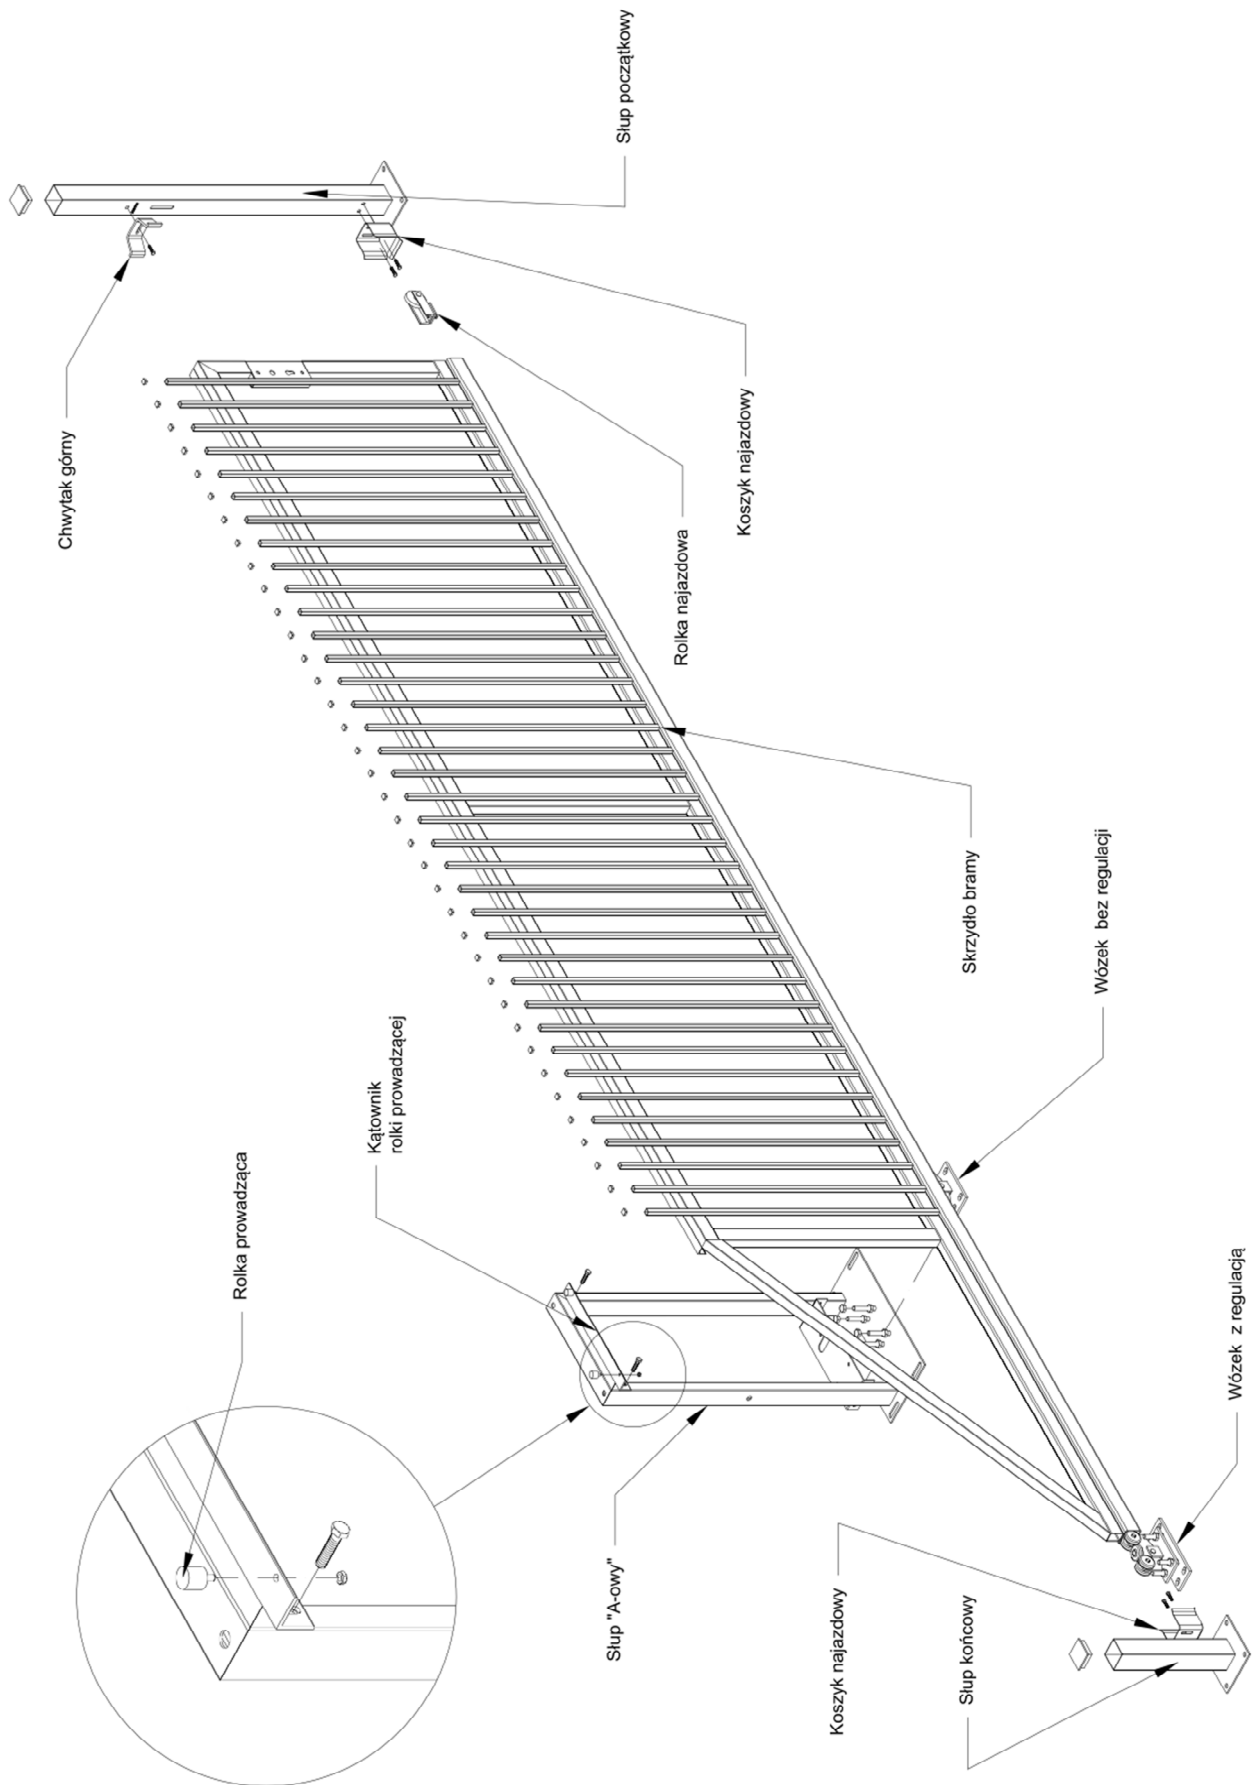 Słup początkowy
Chwytak górny
Koszyk najazdowy
Rolka najazdowa
Skrzydło bramy
Wózek bez regulacji
Kątownik
rolki prowadzącej
Rolka prowadząca
Wózek z regulacją
Słup "A-owy"
Koszyk najazdowy
Słup końcowy